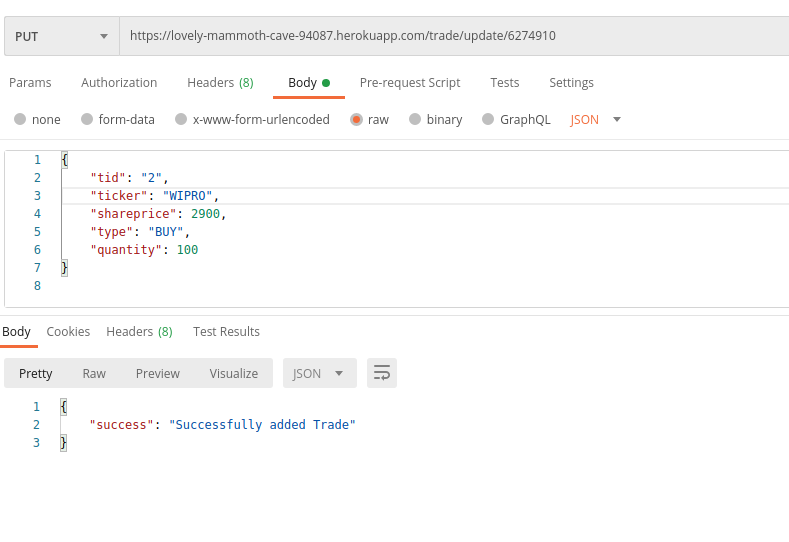 PUT https://lovely-mammoth-cave-94087.herokuapp.com/trade/update/6274910
Params Authorization Headers (8) Body Pre-request Script Tests Settings
none form-data x-www-form-urlencoded raw binary GraphQL JSON
1 {
2 "tid": "2",
3 "ticker": "WIPRO",
4 "shareprice": 2900,
5 "type": "BUY",
6 "quantity": 100
7 }
8
Body Cookies Headers (8) Test Results
Pretty Raw Preview Visualize JSON
1 {
2 "success": "Successfully added Trade"
3 }